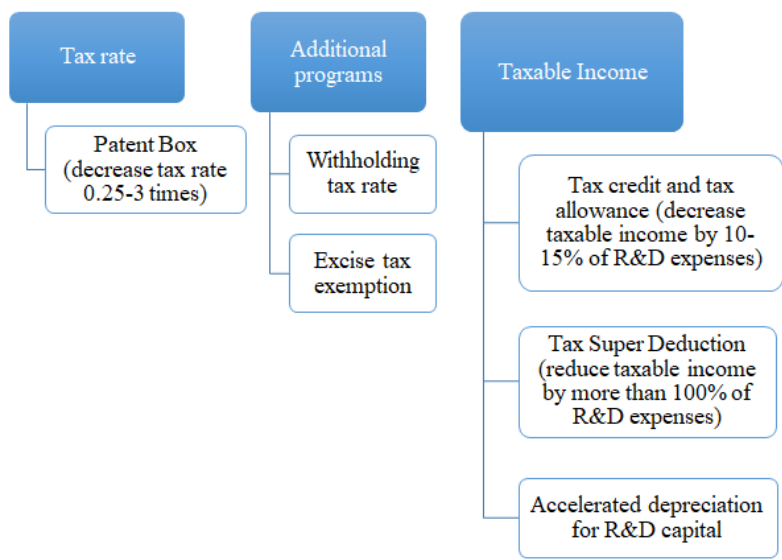 Tax rate
Patent Box
(decrease tax rate
0.25-3 times)
Additional
programs
Withholding
tax rate
Excise tax
exemption
Taxable Income
Tax credit and tax
allowance (decrease
taxable income by 10-
15% of R&D expenses)
Tax Super Deduction
(reduce taxable income
by more than 100% of
R&D expenses)
Accelerated depreciation
for R&D capital